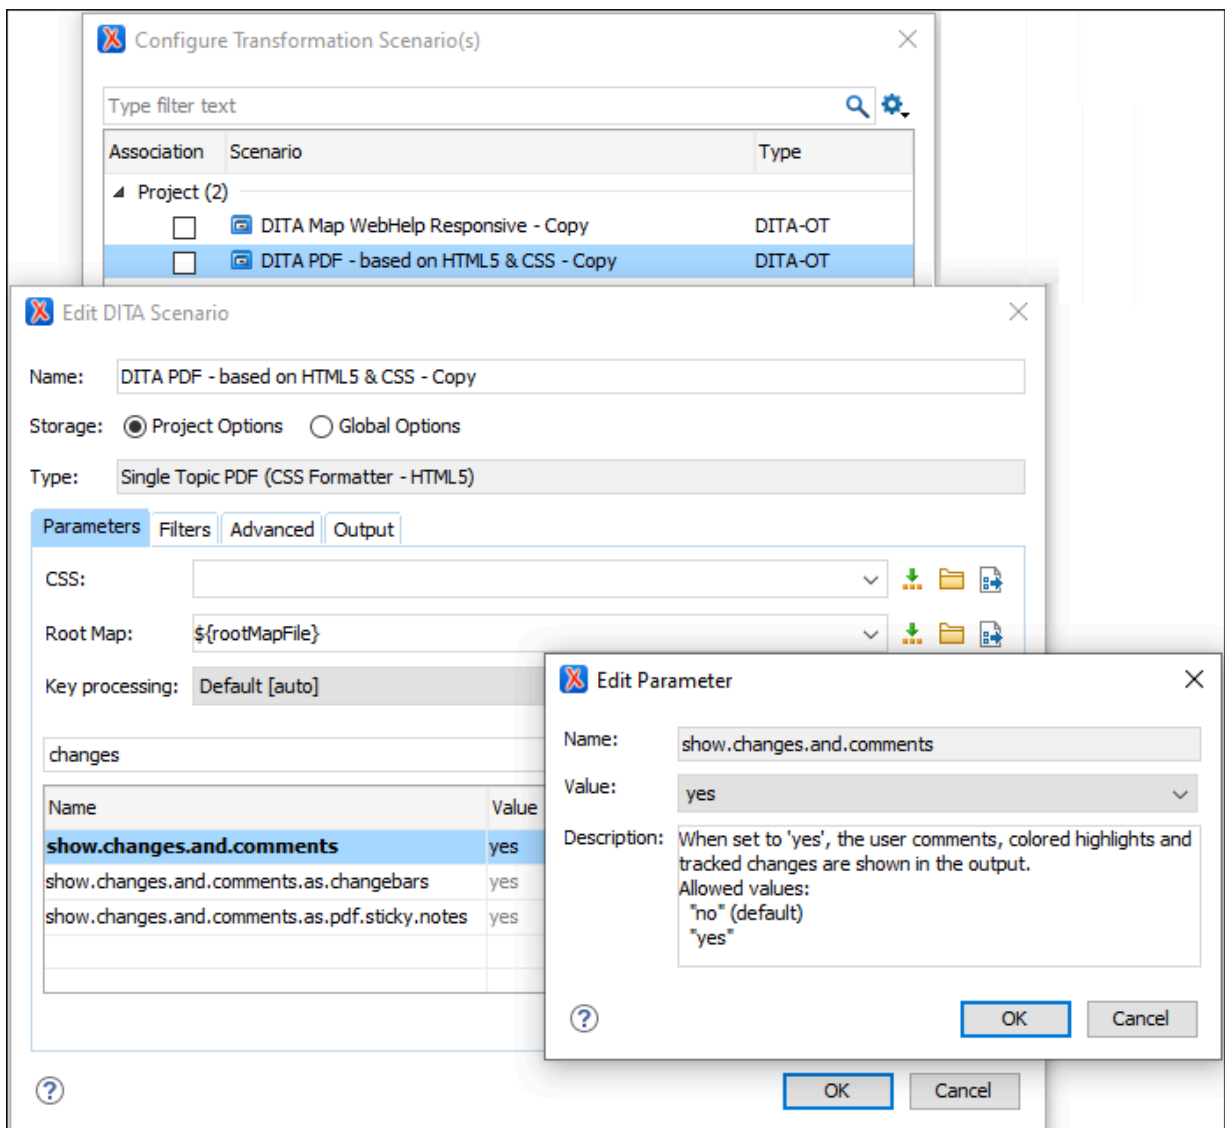 Configure Transformation Scenario(s)
Type filter text
Association Scenario Type
Project (2)
DITA Map WebHelp Responsive - Copy DITA-OT
DITA PDF - based on HTML5 & CSS - Copy DITA-OT
Edit DITA Scenario
Name: DITA PDF - based on HTML5 & CSS - Copy
Storage: Project Options Global Options
Type: Single Topic PDF (CSS Formatter - HTML5)
Parameters Filters Advanced Output
CSS:
Root Map: ${rootMapFile}
Key processing: Default [auto]
changes
Name Value
show.changes.and.comments yes
show.changes.and.comments.as.changebars yes
show.changes.and.comments.as.pdf.sticky.notes yes
OK Cancel
Edit Parameter
Name: show.changes.and.comments
Value: yes
Description: When set to 'yes', the user comments, colored highlights and
tracked changes are shown in the output.
Allowed values:
"no" (default)
"yes"
OK Cancel